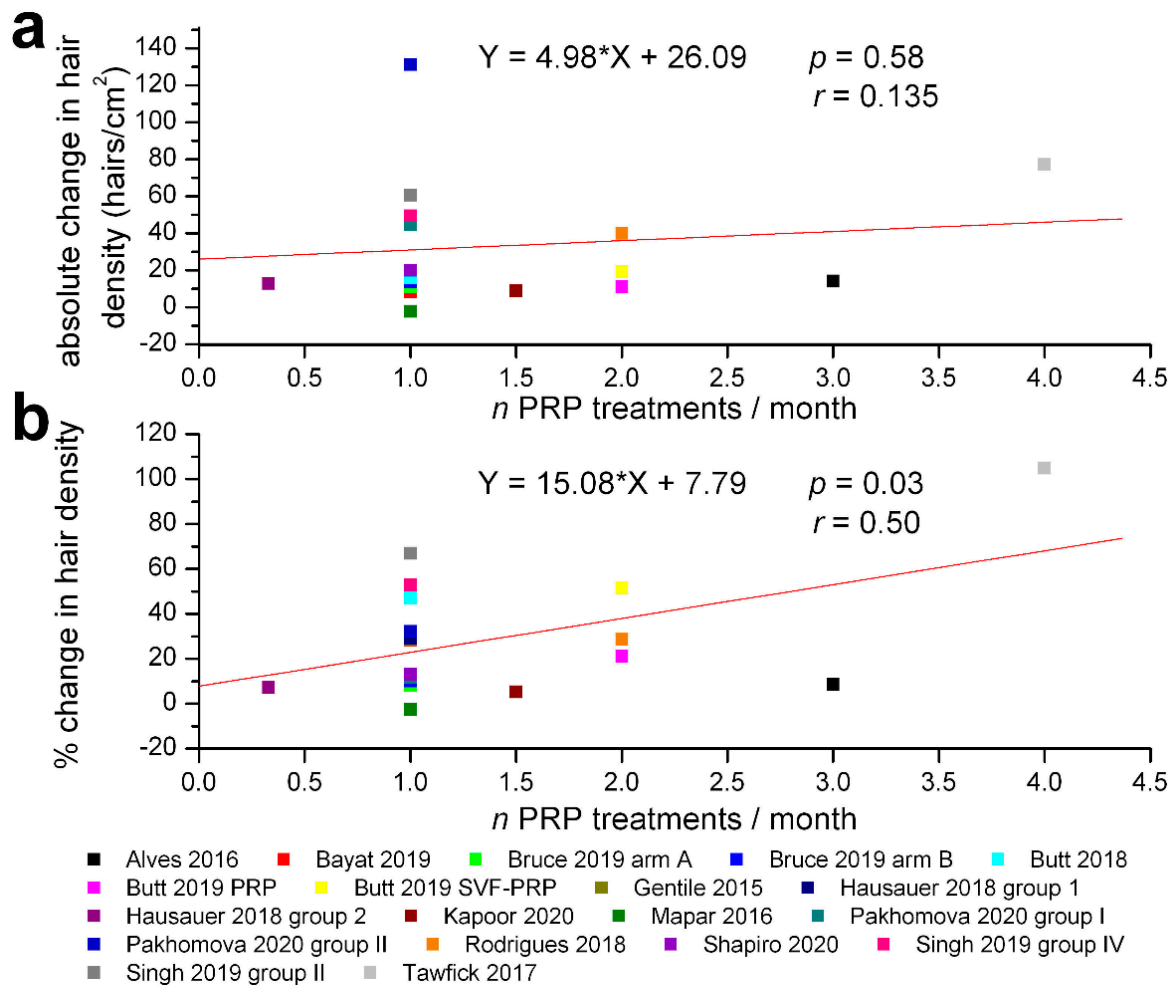 a
absolute change in hair
density (hairs/cm²)
140
120
100
80
60
40
20
0
-20
Y = 4.98*X + 26.09
p = 0.58
r = 0.135
0.0 0.5 1.0 1.5 2.0 2.5 3.0 3.5 4.0 4.5
n PRP treatments / month
b
% change in hair density
120
100
80
60
40
20
0
-20
Y = 15.08*X + 7.79
p = 0.03
r = 0.50
0.0 0.5 1.0 1.5 2.0 2.5 3.0 3.5 4.0 4.5
n PRP treatments / month
Alves 2016 Bayat 2019 Bruce 2019 arm A Bruce 2019 arm B Butt 2018
Butt 2019 PRP Butt 2019 SVF-PRP Gentile 2015 Hausauer 2018 group 1
Hausauer 2018 group 2 Kapoor 2020 Mapar 2016 Pakhomova 2020 group I
Pakhomova 2020 group II Rodrigues 2018 Shapiro 2020 Singh 2019 group IV
Singh 2019 group II Tawfick 2017